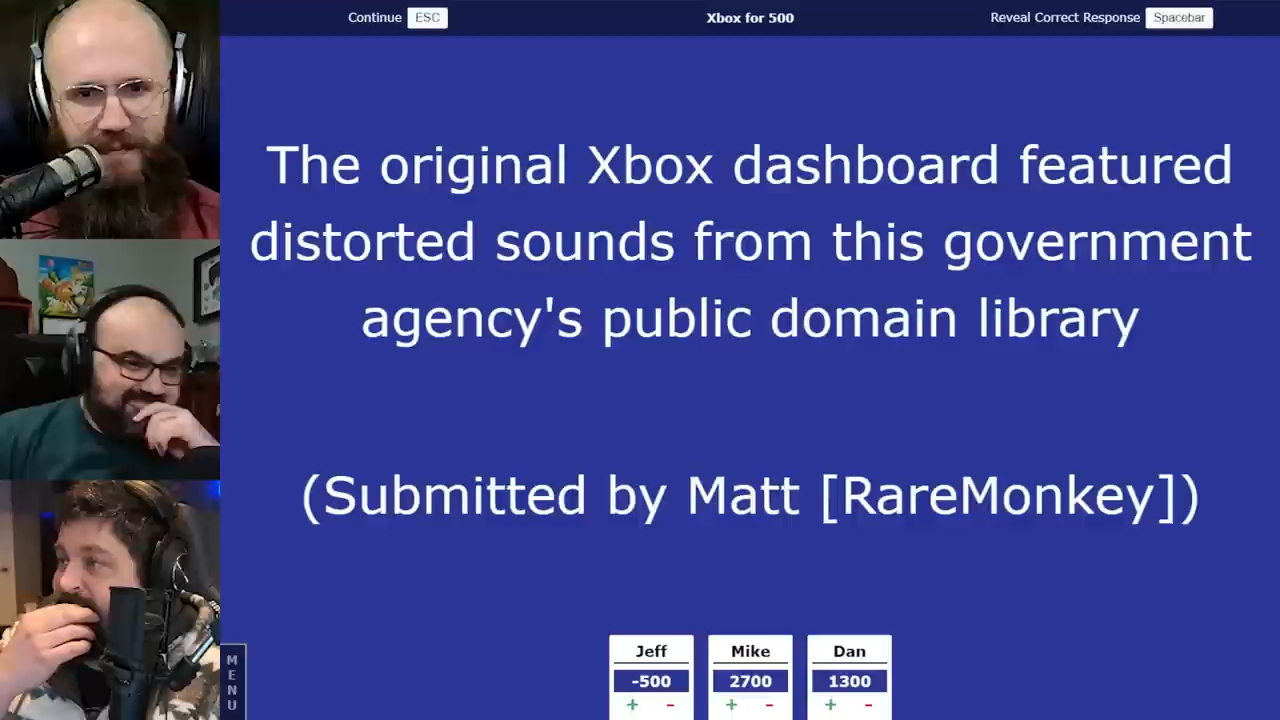 Continue ESC
Xbox for 500
Reveal Correct Response Spacebar
The original Xbox dashboard featured
distorted sounds from this government
agency's public domain library
(Submitted by Matt [RareMonkey])
MENU
Jeff Mike Dan
-500 2700 1300
+ - + - + -